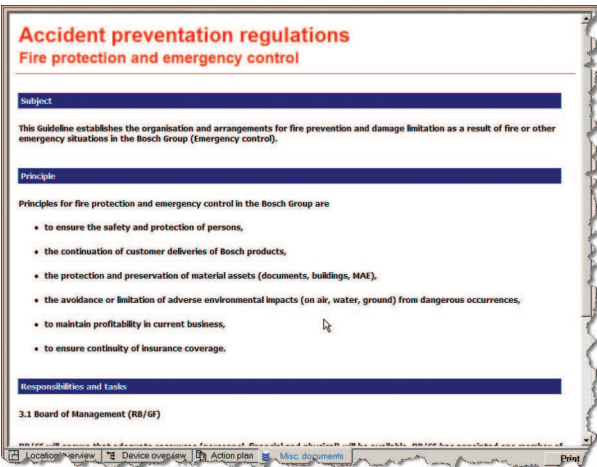 Accident preventation regulations
Fire protection and emergency control
Subject
This Guideline establishes the organisation and arrangements for fire prevention and damage limitation as a result of fire or other
emergency situations in the Bosch Group (Emergency control).
Principle
Principles for fire protection and emergency control in the Bosch Group are
• to ensure the safety and protection of persons,
• the continuation of customer deliveries of Bosch products,
• the protection and preservation of material assets (documents, buildings, MAE),
• the avoidance or limitation of adverse environmental impacts (on air, water, ground) from dangerous occurrences,
• to maintain profitability in current business,
• to ensure continuity of insurance coverage.
Responsibilities and tasks
3.1 Board of Management (RB/GF)
Location overview Device overview Action plan Misc. documents Print